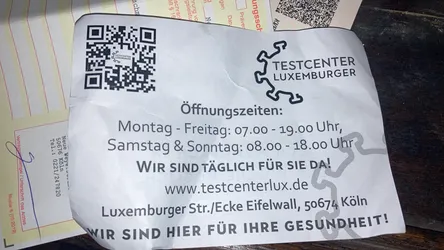 TESTCENTER
LUXEMBURGER
Öffnungszeiten:
Montag - Freitag: 07.00 - 19.00 Uhr,
Samstag & Sonntag: 08.00 - 18.00 Uhr
WIR SIND TÄGLICH FÜR SIE DA!
www.testcenterlux.de
Luxemburger Str./Ecke Eifelwall, 50674 Köln
WIR SIND HIER FÜR IHRE GESUNDHEIT!
50676 Köln